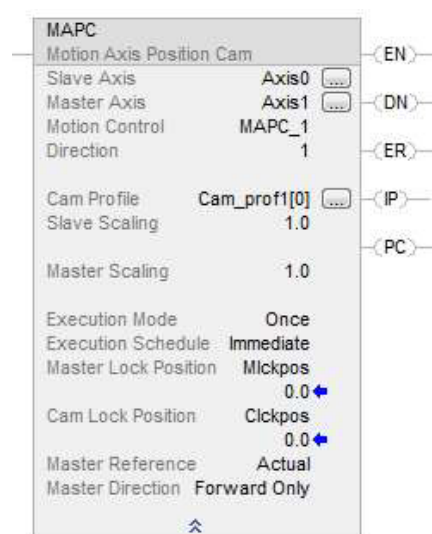 MAPC
Motion Axis Position Cam (EN)
Slave Axis Axis0 ...
Master Axis Axis1 ... (DN)
Motion Control MAPC_1
Direction 1 (ER)
Cam Profile Cam_prof1[0] ... (IP)
Slave Scaling 1.0
(PC)
Master Scaling 1.0
Execution Mode Once
Execution Schedule Immediate
Master Lock Position Mlckpos
0.0
Cam Lock Position Clckpos
0.0
Master Reference Actual
Master Direction Forward Only